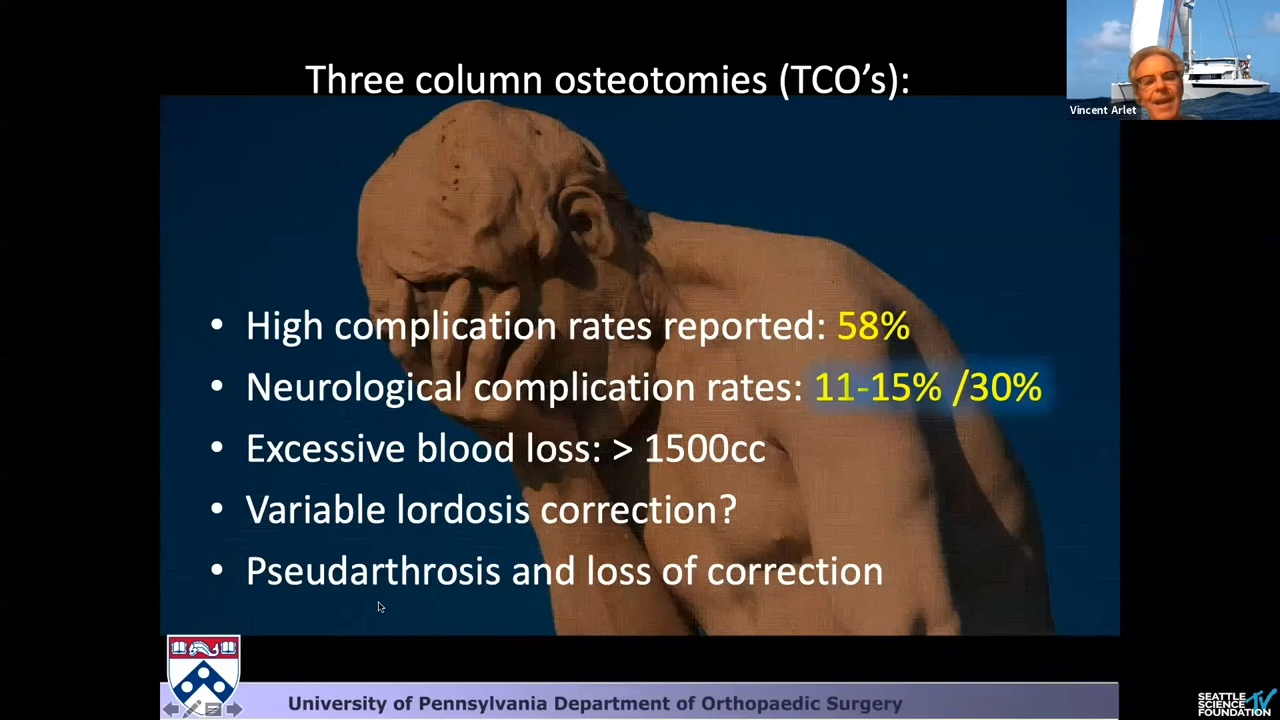 Three column osteotomies (TCO's):
Vincent Arlet
• High complication rates reported: 58%
• Neurological complication rates: 11-15% /30%
• Excessive blood loss: > 1500cc
• Variable lordosis correction?
• Pseudarthrosis and loss of correction
University of Pennsylvania Department of Orthopaedic Surgery
SEATTLE
SCIENCE
FOUNDATION
TV